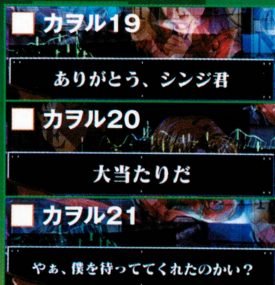 ■ カヲル19
ありがとう、シンジ君
■ カヲル20
大当たりだ
■ カヲル21
やぁ、僕を待っててくれたのかい？